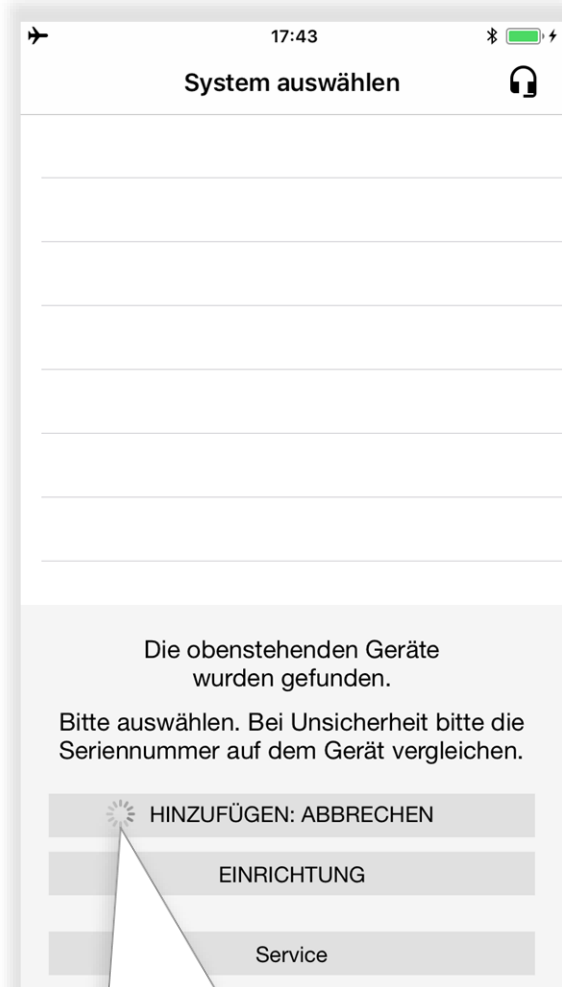 17:43
System auswählen
Die obenstehenden Geräte
wurden gefunden.
Bitte auswählen. Bei Unsicherheit bitte die
Seriennummer auf dem Gerät vergleichen.
HINZUFÜGEN: ABBRECHEN
EINRICHTUNG
Service